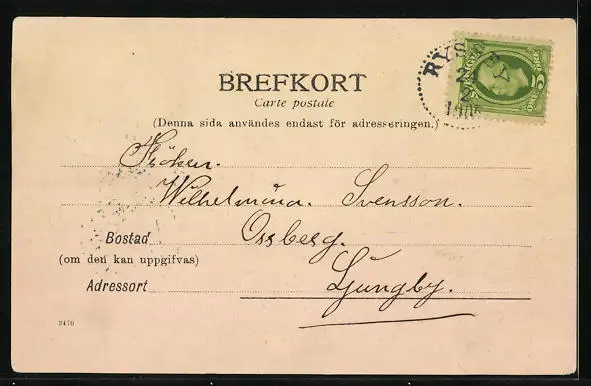 BREFKORT
Carte postale
(Denna sida användes endast för adresseringen.)
RYSSBY
Fröken.
Wilhelmina. Svensson.
Bostad
Ossberg.
(om den kan uppgifvas)
Adressort
Ljungby.
3470